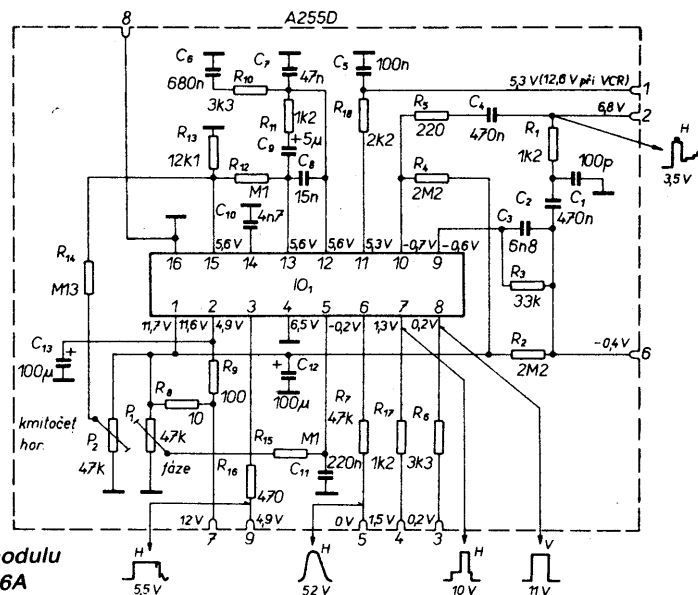 8
A255D
C6
680n
C7
47n
C5
100n
5,3 V (12,6 V při VCR)
1
R10
3k3
R11
1k2
R18
2k2
R5
220
C4
470n
6,8 V
2
R1
1k2
H
3,5 V
R13
12k1
C9
+ 5µ
R12
M1
C8
15n
R4
2M2
C2
470n
100p
C1
C10
4n7
C3
6n8
R14
M13
R3
33k
5,6 V
5,6 V
5,6 V
5,3 V
-0,7 V
-0,6 V
16 15 14 13 12 11 10 9
IO1
1 2 3 4 5 6 7 8
11,7 V
11,6 V
4,9 V
6,5 V
-0,2 V
1,3 V
0,2 V
C13
+
100µ
R9
100
+
C12
100µ
R2
2M2
-0,4 V
6
R8
10
R7
47k
R17
1k2
R6
3k3
kmitočet
hor.
P2
47k
P1
47k
fáze
R15
M1
C11
220n
R16
470
12 V
7
4,9 V
9
0 V
5
1,5 V
4
0,2 V
3
odulu
6A
H
5,5 V
H
52 V
H
10 V
V
11 V